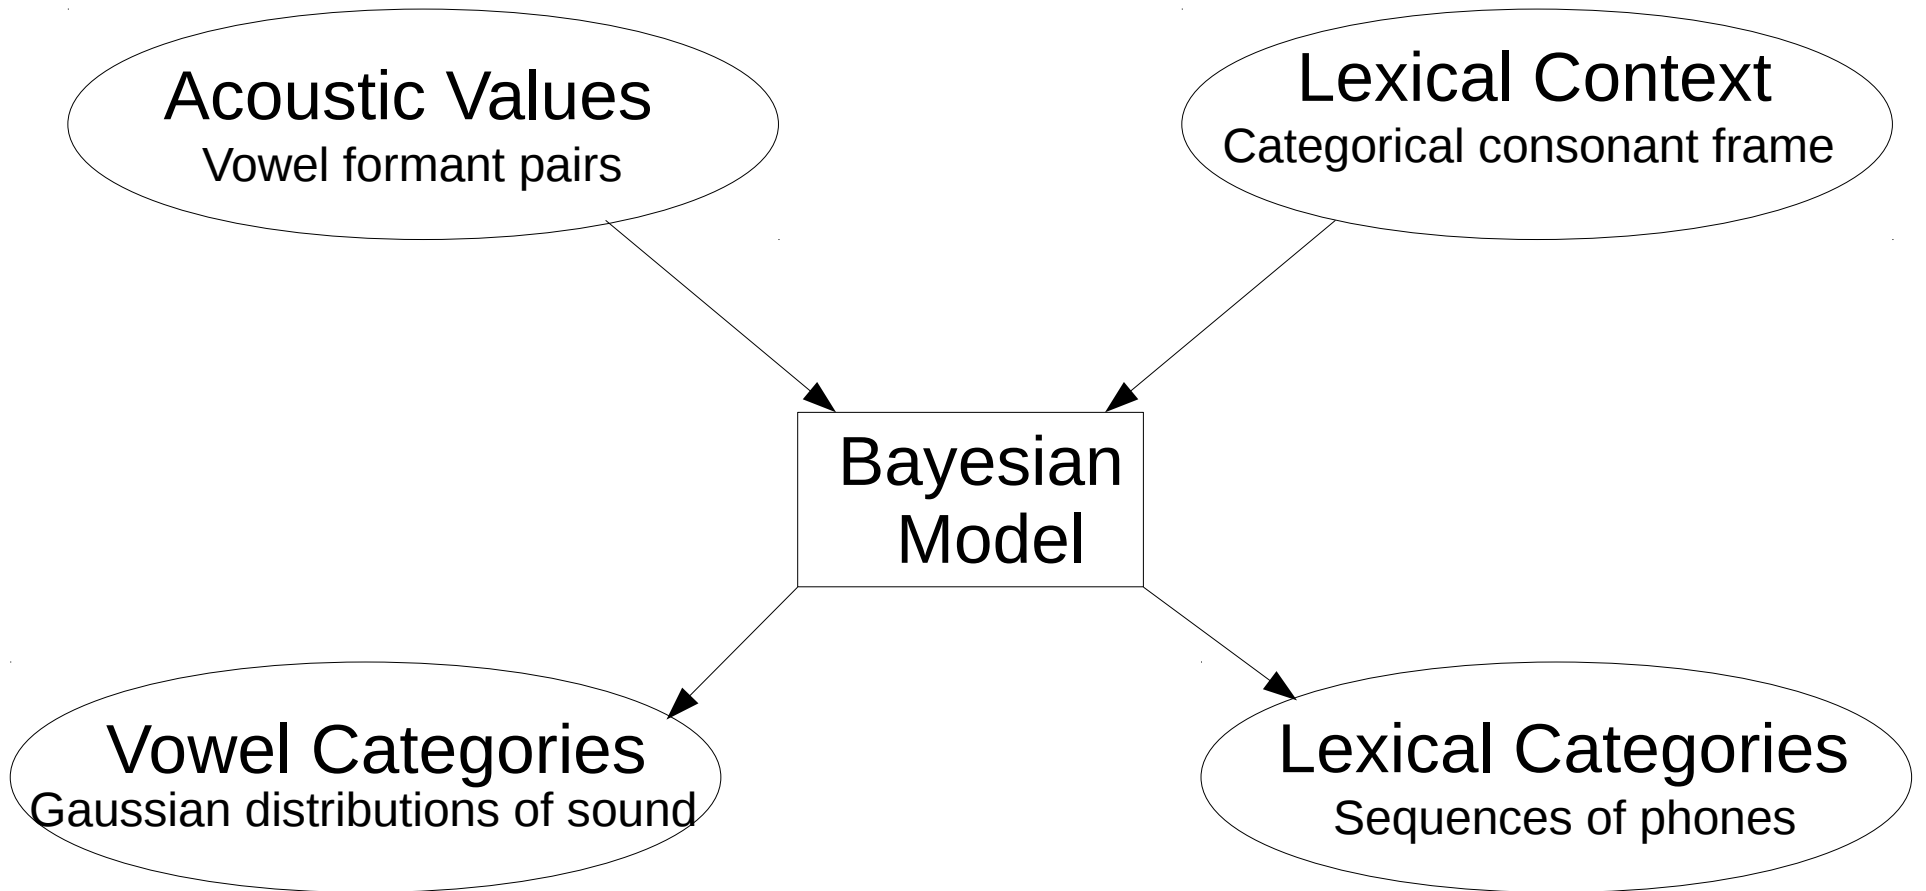 Acoustic Values
Vowel formant pairs
Lexical Context
Categorical consonant frame
Bayesian
Model
Vowel Categories
Gaussian distributions of sound
Lexical Categories
Sequences of phones